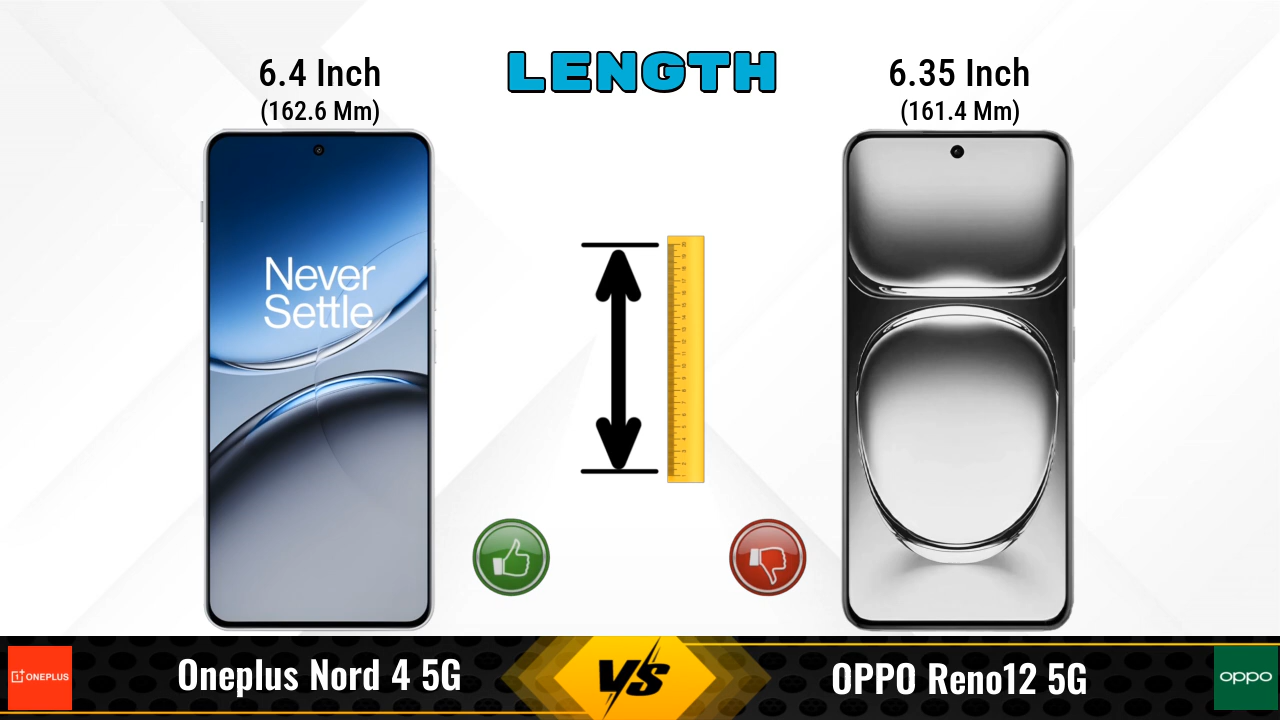 LENGTH
6.4 Inch
(162.6 Mm)
6.35 Inch
(161.4 Mm)
Never
Settle
ONEPLUS
Oneplus Nord 4 5G
VS
OPPO Reno12 5G
oppo